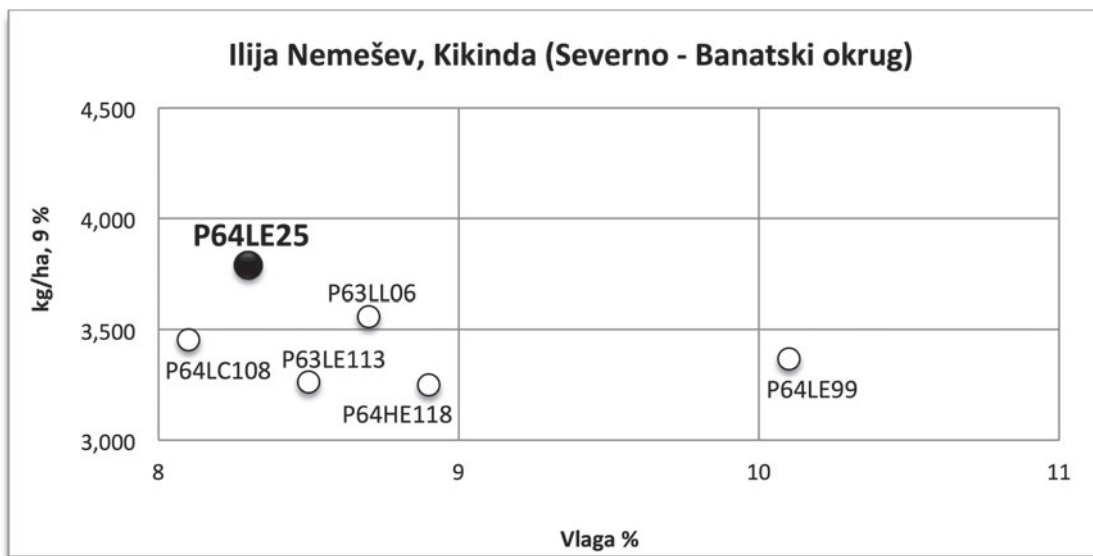 Ilija Nemešev, Kikinda (Severno - Banatski okrug)
4,500
4,000
3,500
3,000
kg/ha, 9 %
P64LE25
P63LL06
P64LC108
P63LE113
P64HE118
P64LE99
8
9
10
11
Vlaga %